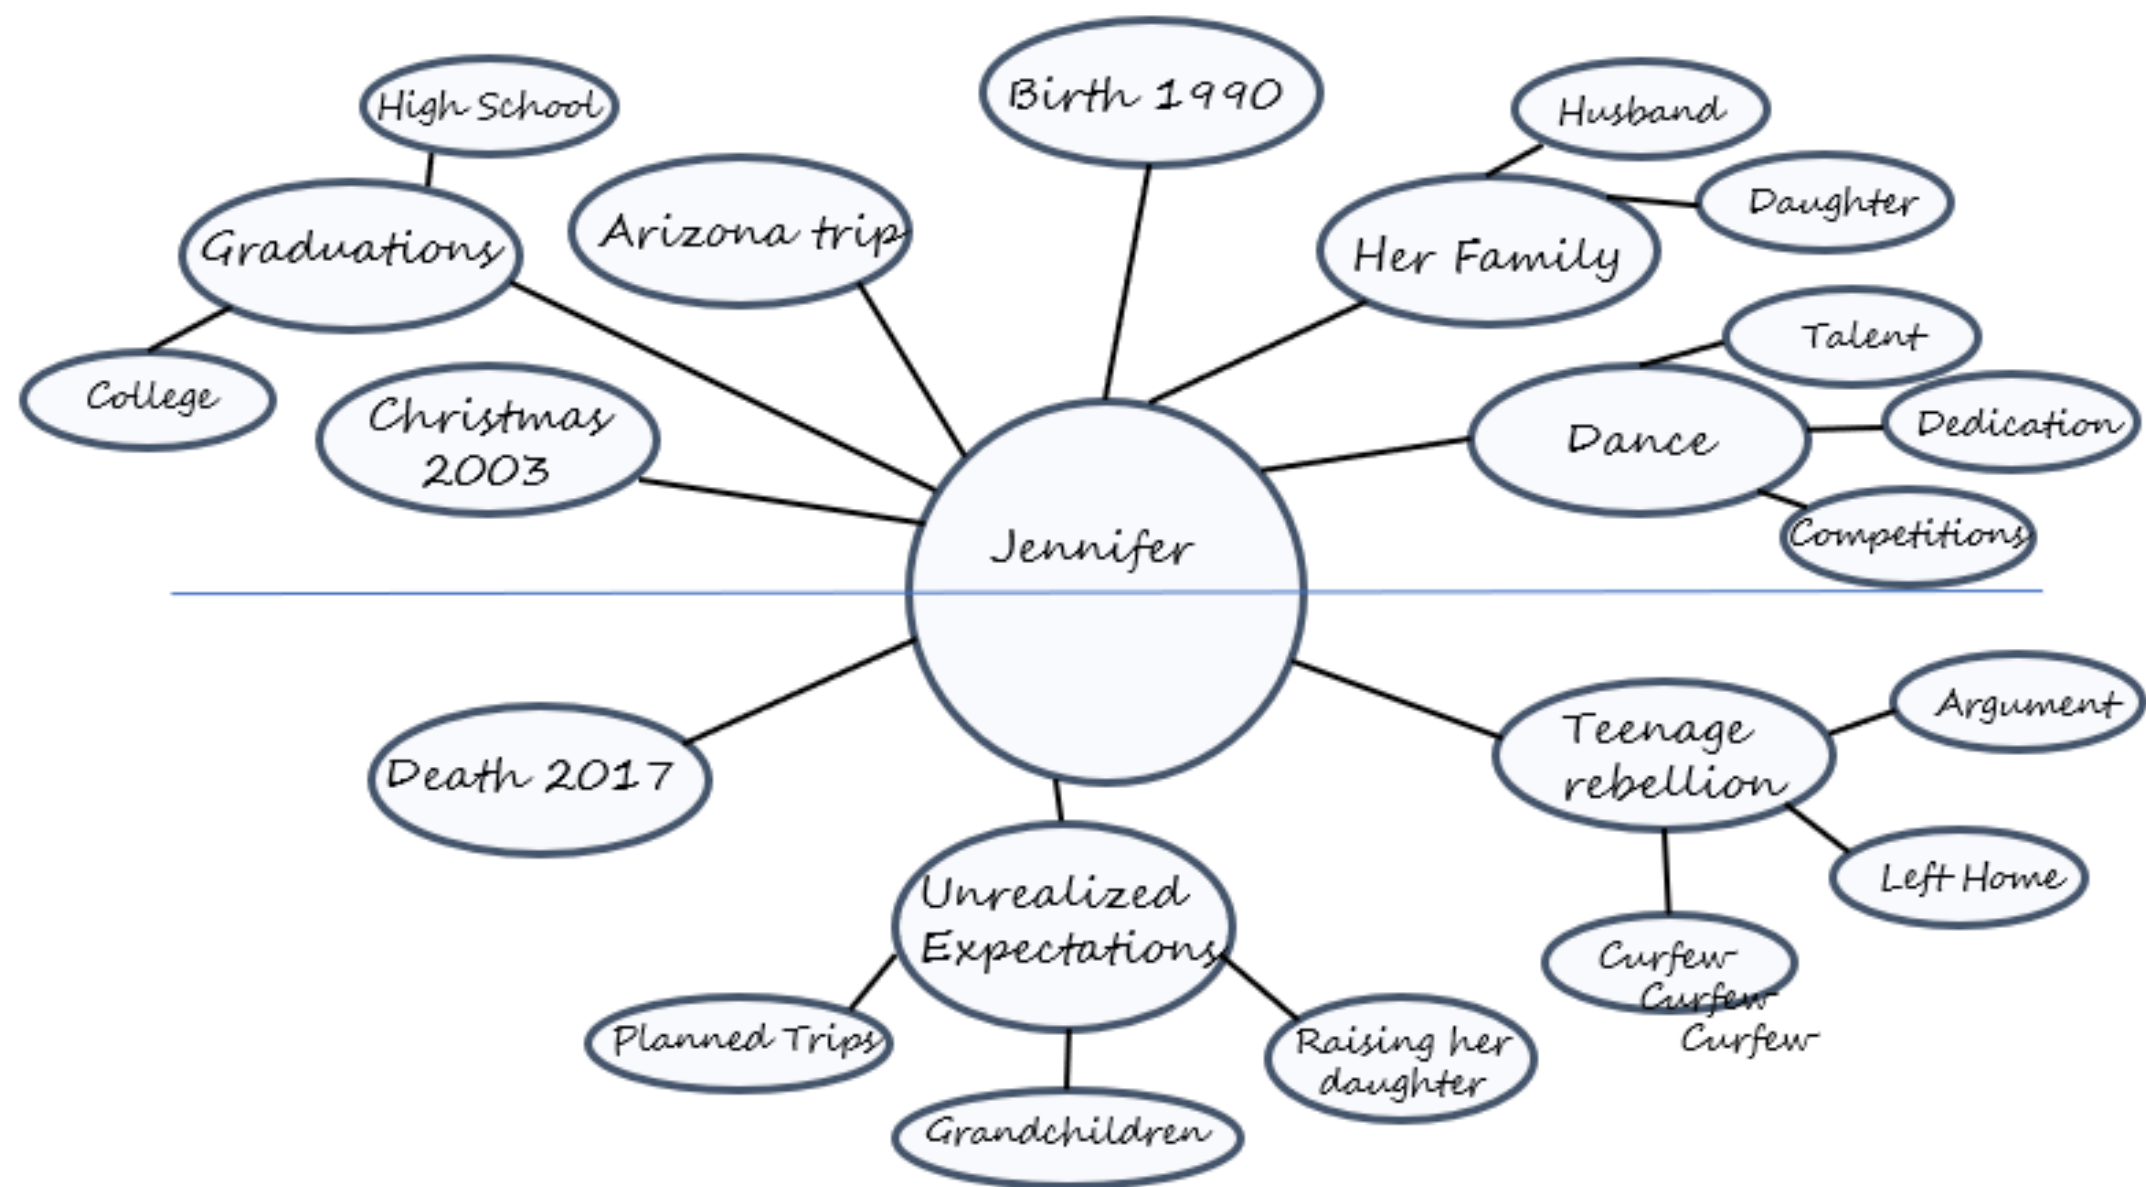 Birth 1990
High School
Husband
Daughter
Arizona trip
Graduations
Her Family
Talent
College
Christmas
2003
Dance
Dedication
Competitions
Jennifer
Argument
Teenage
rebellion
Death 2017
Left Home
Unrealized
Expectations
Curfew
Curfew
Curfew
Planned Trips
Raising her
daughter
Grandchildren